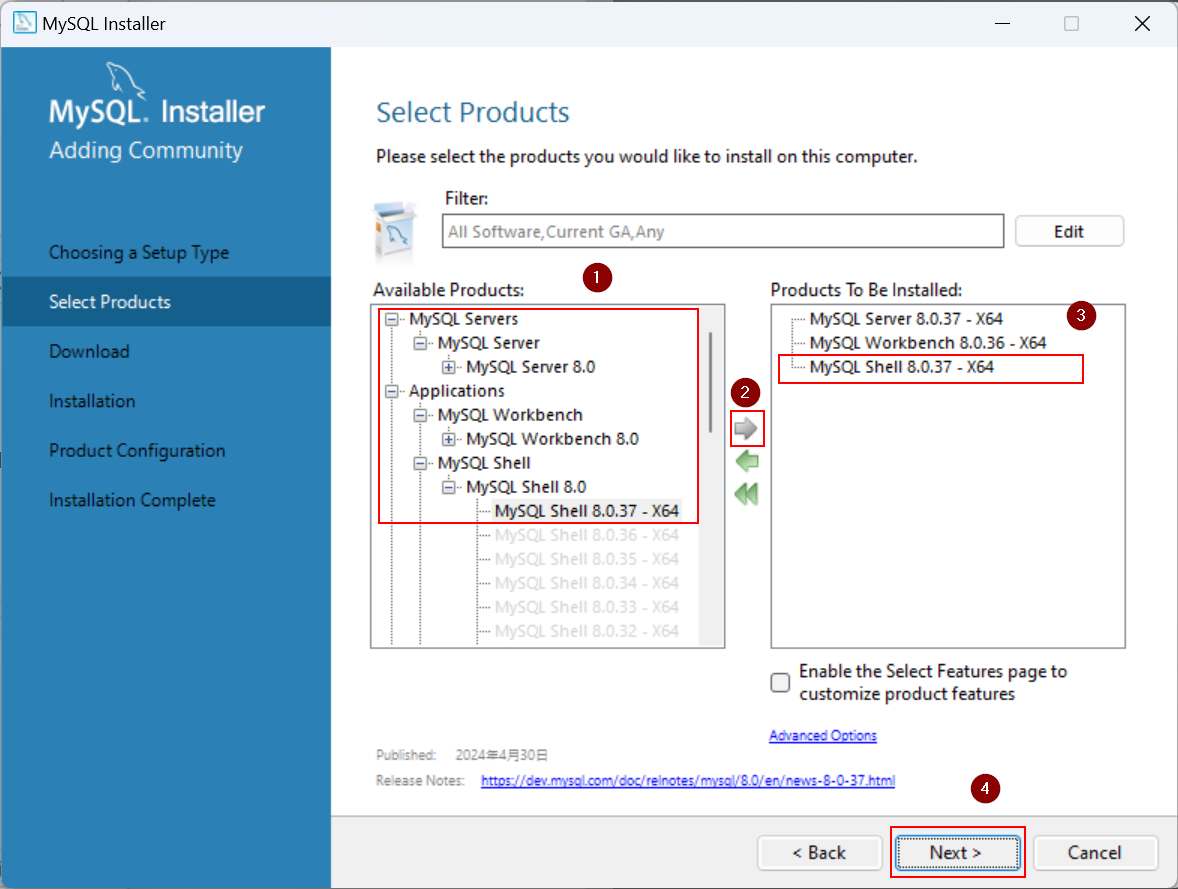 MySQL Installer
MySQL. Installer
Adding Community
Choosing a Setup Type
Select Products
Download
Installation
Product Configuration
Installation Complete
Select Products
Please select the products you would like to install on this computer.
Filter:
All Software,Current GA,Any
Edit
Available Products:
1
MySQL Servers
MySQL Server
MySQL Server 8.0
Applications
MySQL Workbench
MySQL Workbench 8.0
MySQL Shell
MySQL Shell 8.0
MySQL Shell 8.0.37 - X64
MySQL Shell 8.0.36 - X64
MySQL Shell 8.0.35 - X64
MySQL Shell 8.0.34 - X64
MySQL Shell 8.0.33 - X64
MySQL Shell 8.0.32 - X64
2
Products To Be Installed:
3
MySQL Server 8.0.37 - X64
MySQL Workbench 8.0.36 - X64
MySQL Shell 8.0.37 - X64
Enable the Select Features page to
customize product features
Advanced Options
Published: 2024年4月30日
Release Notes: https://dev.mysql.com/doc/relnotes/mysql/8.0/en/news-8-0-37.html
4
< Back
Next >
Cancel